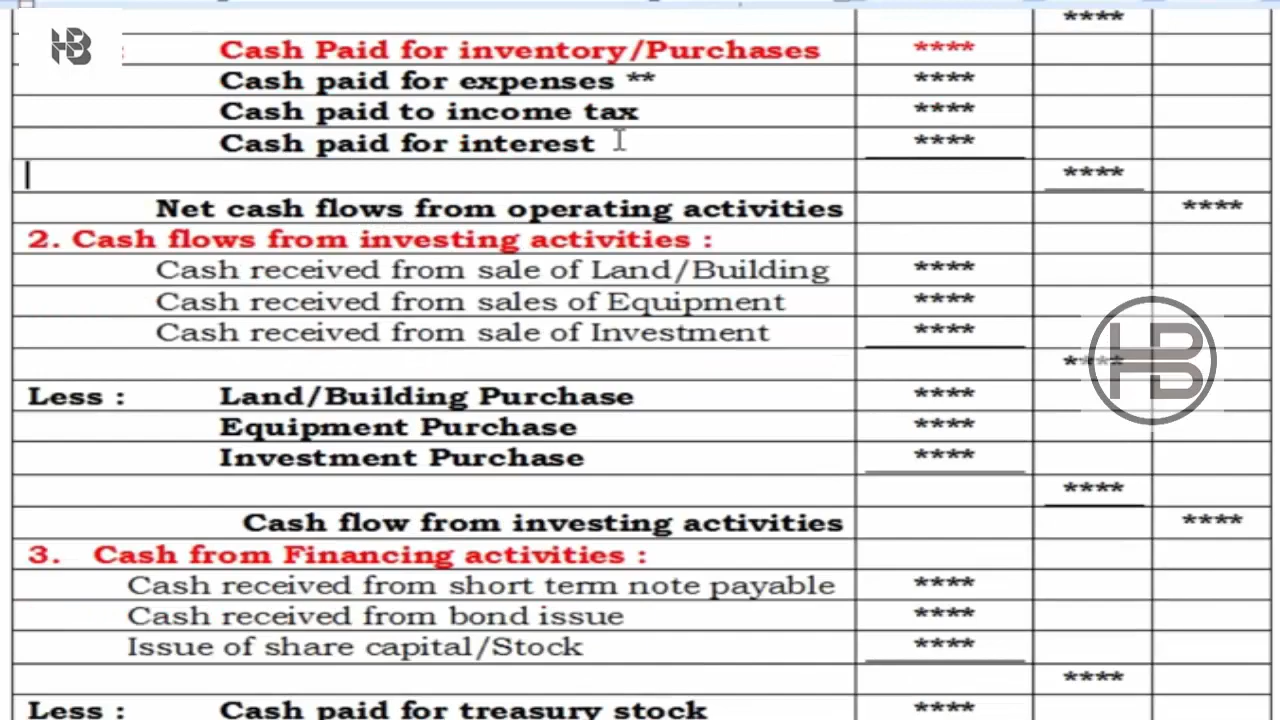 ****
: Cash Paid for inventory/Purchases ****
Cash paid for expenses ** ****
Cash paid to income tax ****
Cash paid for interest ****
****
Net cash flows from operating activities ****
2. Cash flows from investing activities :
Cash received from sale of Land/Building ****
Cash received from sales of Equipment ****
Cash received from sale of Investment ****
****
Less : Land/Building Purchase ****
Equipment Purchase ****
Investment Purchase ****
****
Cash flow from investing activities ****
3. Cash from Financing activities :
Cash received from short term note payable ****
Cash received from bond issue ****
Issue of share capital/Stock ****
****
Less : Cash paid for treasury stock ****
HB
HB